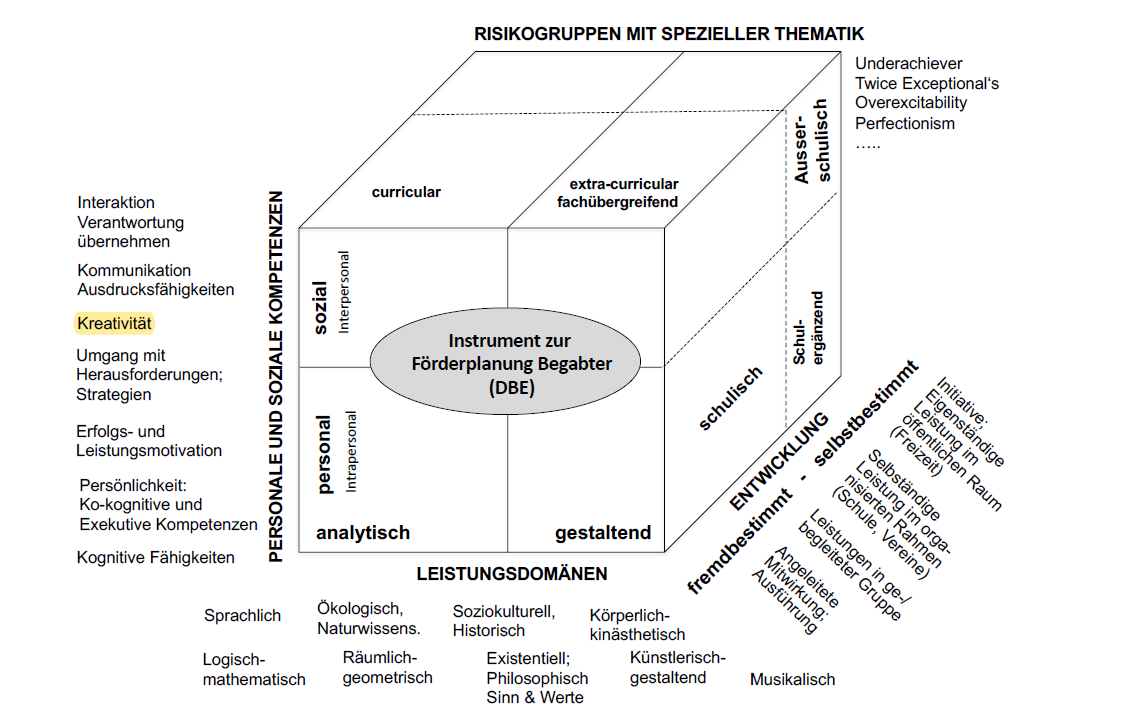 RISIKOGRUPPEN MIT SPEZIELLER THEMATIK
Underachiever
Twice Exceptional‘s
Overexcitability
Perfectionism
…..
Ausser-
schulisch
curricular
extra-curricular
fachübergreifend
PERSONALE UND SOZIALE KOMPETENZEN
Interaktion
Verantwortung
übernehmen
Kommunikation
Ausdrucksfähigkeiten
Kreativität
Umgang mit
Herausforderungen;
Strategien
Erfolgs- und
Leistungsmotivation
Persönlichkeit:
Ko-kognitive und
Exekutive Kompetenzen
Kognitive Fähigkeiten
sozial
Interpersonal
personal
Intrapersonal
Instrument zur
Förderplanung Begabter
(DBE)
analytisch
gestaltend
schulisch
Schul-
ergänzend
ENTWICKLUNG
fremdbestimmt - selbstbestimmt
Initiative:
Eigenständige
Leistung im
öffentlichen Raum
(Freizeit)
Selbständige
Leistung im orga-
nisierten Rahmen
(Schule, Vereine)
Leistungen in ge-/
begleiteter Gruppe
Angeleitete
Mitwirkung;
Ausführung
LEISTUNGSDOMÄNEN
Sprachlich
Ökologisch,
Naturwissens.
Soziokulturell,
Historisch
Körperlich-
kinästhetisch
Logisch-
mathematisch
Räumlich-
geometrisch
Existentiell;
Philosophisch
Sinn & Werte
Künstlerisch-
gestaltend
Musikalisch